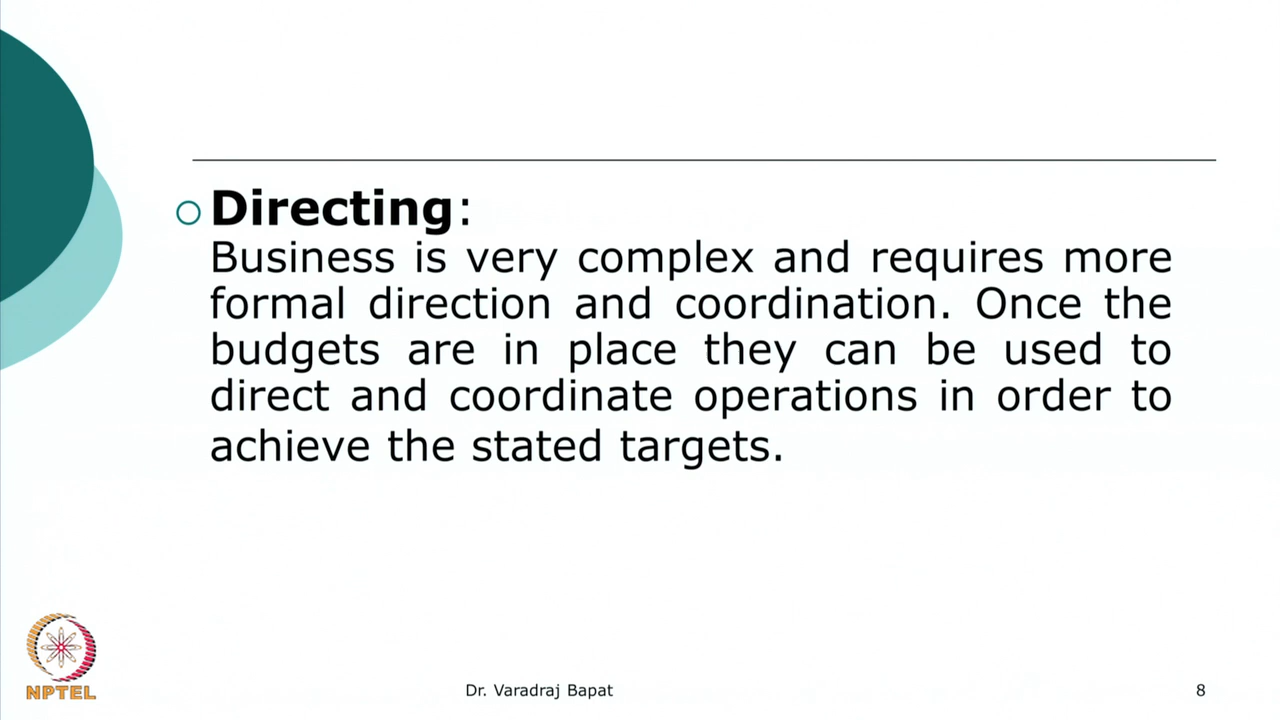 Directing:
Business is very complex and requires more
formal direction and coordination. Once the
budgets are in place they can be used to
direct and coordinate operations in order to
achieve the stated targets.
NPTEL
Dr. Varadraj Bapat
8